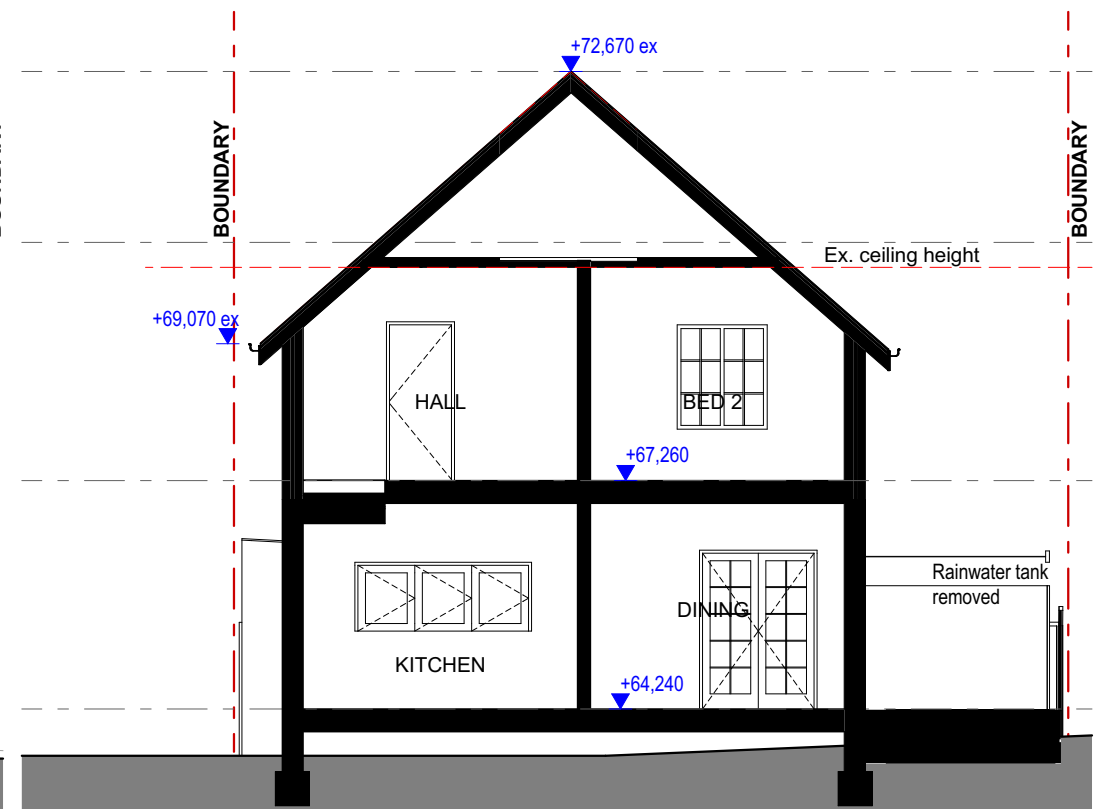 +72,670 ex
BOUNDARY
BOUNDARY
Ex. ceiling height
+69,070 ex
HALL
BED 2
+67,260
Rainwater tank
removed
DINING
KITCHEN
+64,240